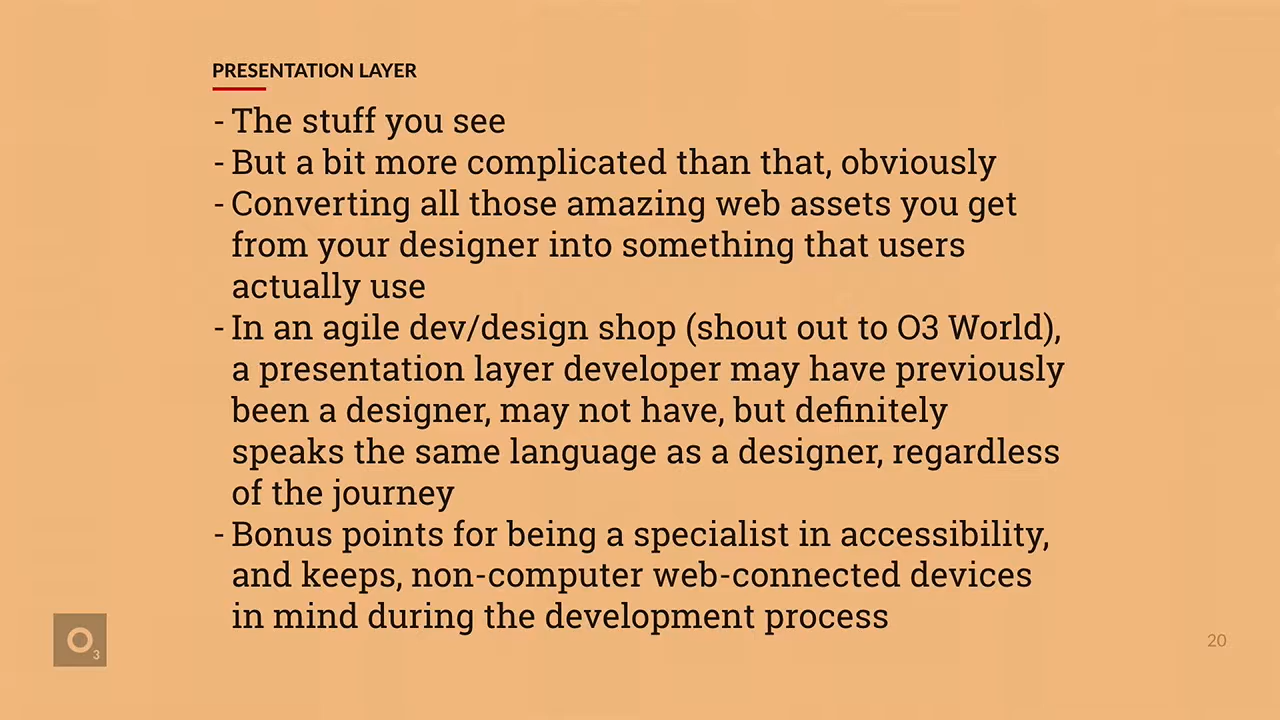 PRESENTATION LAYER
- The stuff you see
- But a bit more complicated than that, obviously
- Converting all those amazing web assets you get
from your designer into something that users
actually use
- In an agile dev/design shop (shout out to O3 World),
a presentation layer developer may have previously
been a designer, may not have, but definitely
speaks the same language as a designer, regardless
of the journey
- Bonus points for being a specialist in accessibility,
and keeps, non-computer web-connected devices
in mind during the development process
O3
20